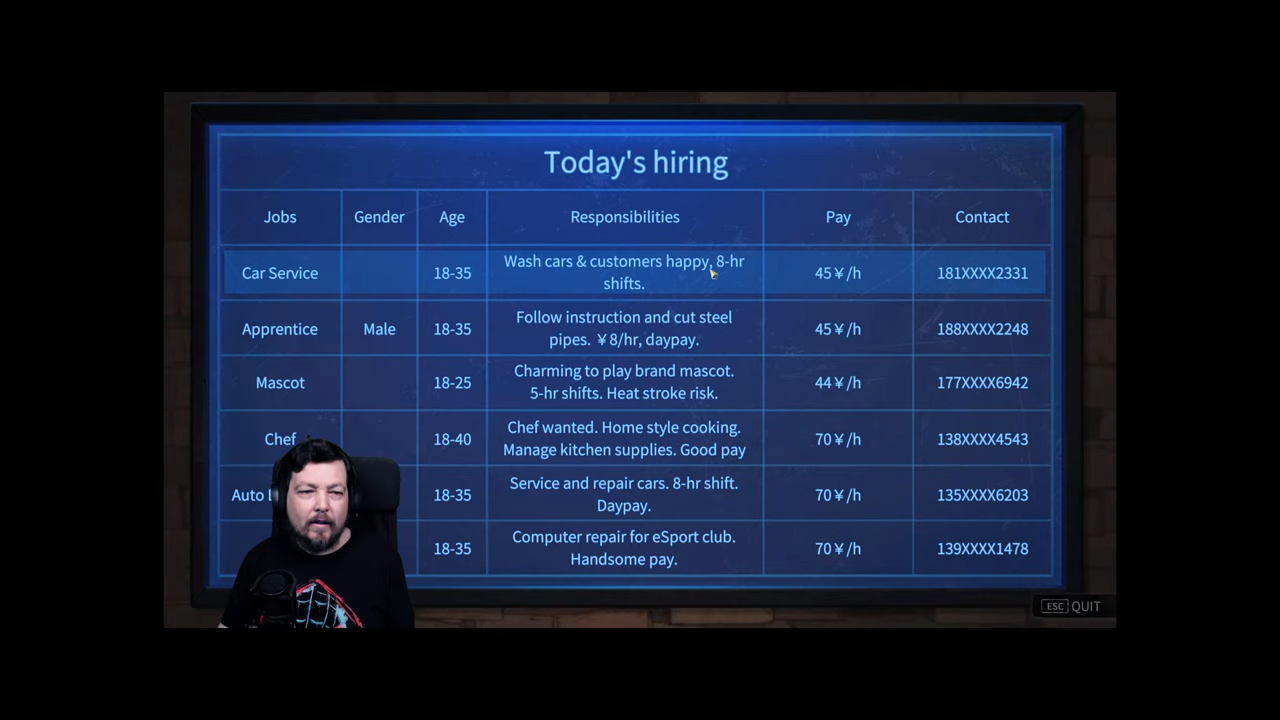 Today's hiring
Jobs Gender Age Responsibilities Pay Contact
Car Service 18-35 Wash cars & customers happy, 8-hr shifts. 45￥/h 181XXXX2331
Apprentice Male 18-35 Follow instruction and cut steel pipes. ￥8/hr, daypay. 45￥/h 188XXXX2248
Mascot 18-25 Charming to play brand mascot. 5-hr shifts. Heat stroke risk. 44￥/h 177XXXX6942
Chef 18-40 Chef wanted. Home style cooking. Manage kitchen supplies. Good pay 70￥/h 138XXXX4543
Auto 18-35 Service and repair cars. 8-hr shift. Daypay. 70￥/h 135XXXX6203
18-35 Computer repair for eSport club. Handsome pay. 70￥/h 139XXXX1478
ESC QUIT